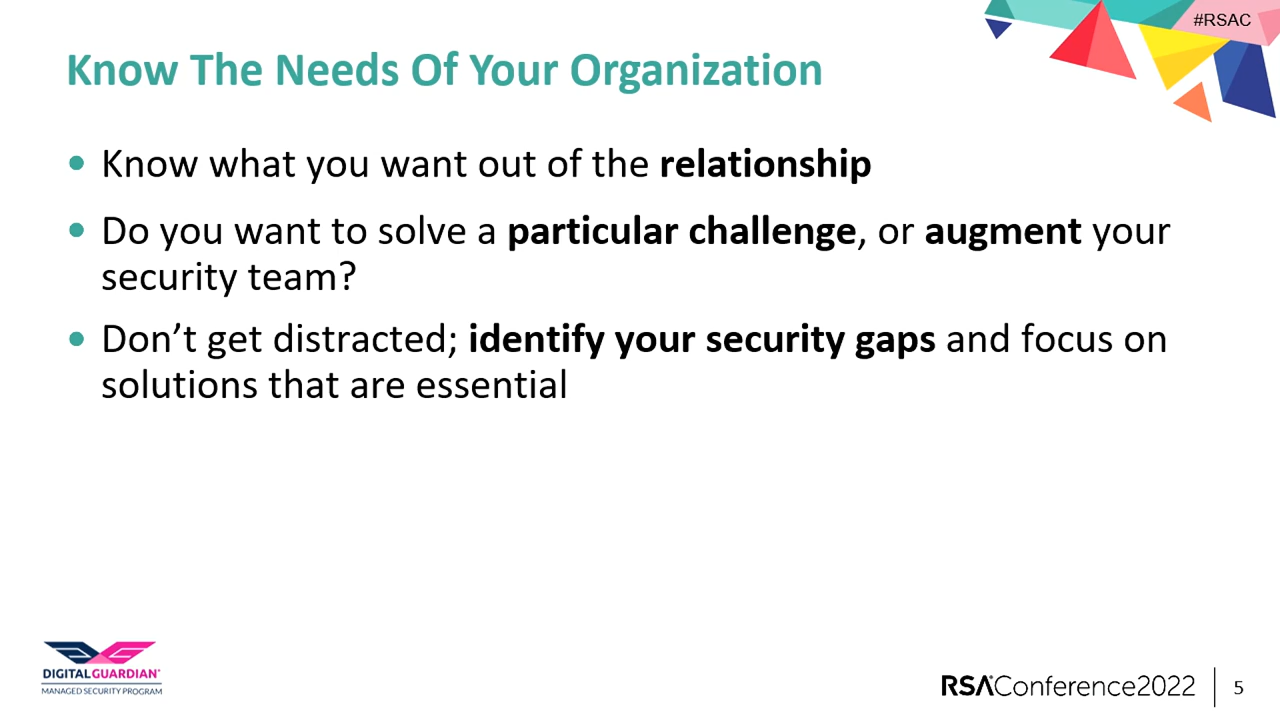 #RSAC
Know The Needs Of Your Organization
• Know what you want out of the relationship
• Do you want to solve a particular challenge, or augment your
security team?
• Don’t get distracted; identify your security gaps and focus on
solutions that are essential
DIGITALGUARDIAN®
MANAGED SECURITY PROGRAM
RSAConference2022
5